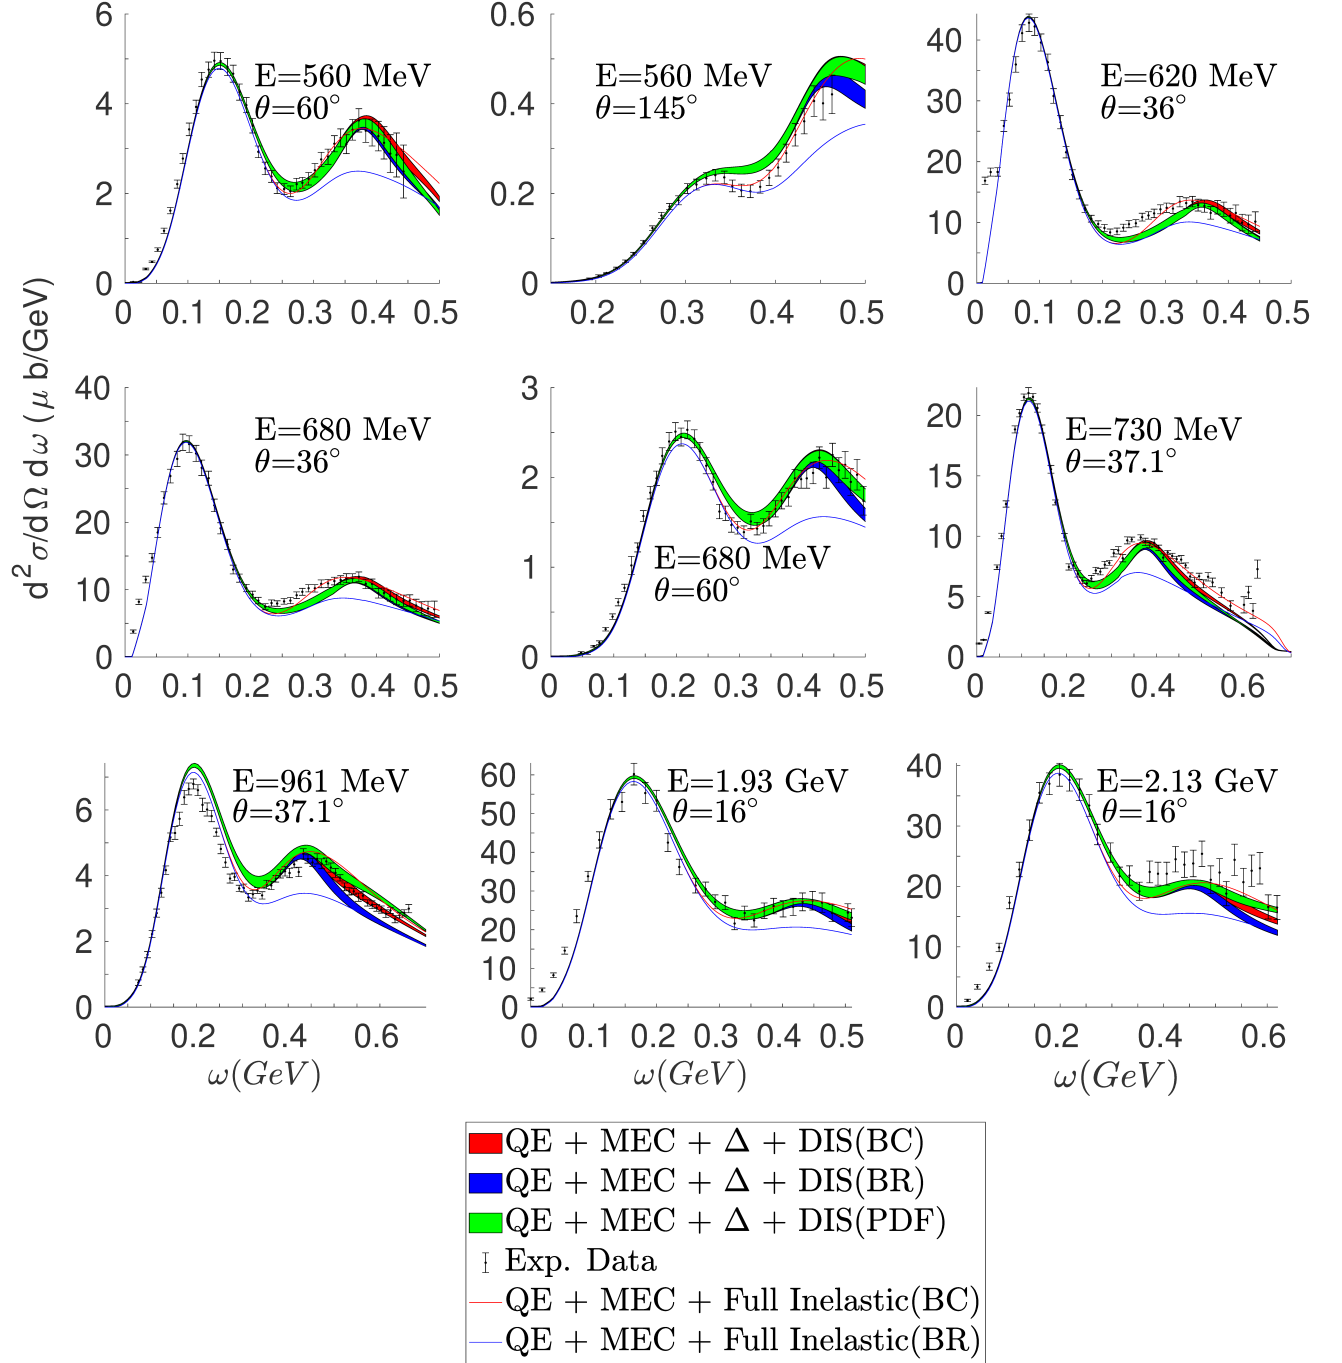 d² σ/dΩ d ω ( μ b/GeV)
6
4
2
0
0 0.1 0.2 0.3 0.4 0.5
E=560 MeV
θ=60°
0.6
0.4
0.2
0
0.2 0.3 0.4 0.5
E=560 MeV
θ=145°
40
30
20
10
0
0 0.1 0.2 0.3 0.4 0.5
E=620 MeV
θ=36°
40
30
20
10
0
0 0.1 0.2 0.3 0.4 0.5
E=680 MeV
θ=36°
3
2
1
0
0 0.1 0.2 0.3 0.4 0.5
E=680 MeV
θ=60°
20
15
10
5
0
0 0.2 0.4 0.6
E=730 MeV
θ=37.1°
6
4
2
0
0 0.2 0.4 0.6
E=961 MeV
θ=37.1°
ω(GeV)
60
50
40
30
20
10
0
0 0.1 0.2 0.3 0.4 0.5
E=1.93 GeV
θ=16°
ω(GeV)
40
30
20
10
0
0 0.1 0.2 0.3 0.4 0.5 0.6
E=2.13 GeV
θ=16°
ω(GeV)
QE + MEC + Δ + DIS(BC)
QE + MEC + Δ + DIS(BR)
QE + MEC + Δ + DIS(PDF)
Exp. Data
QE + MEC + Full Inelastic(BC)
QE + MEC + Full Inelastic(BR)